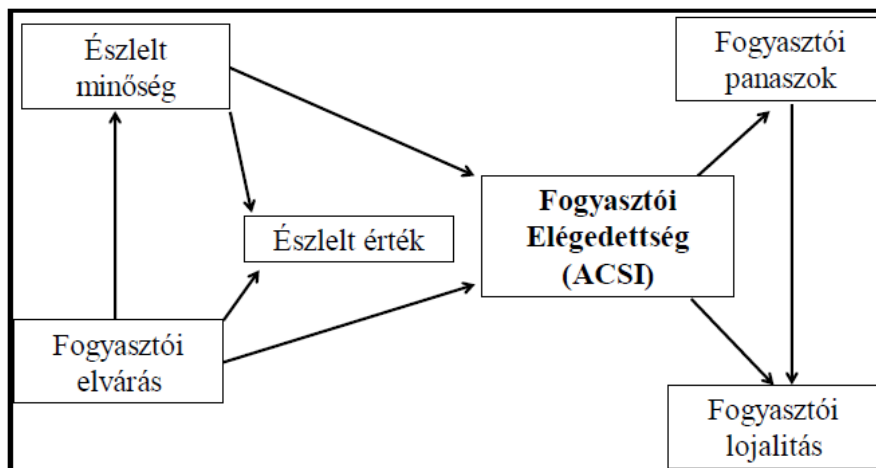 Észlelt
minőség
Fogyasztói
panaszok
Észlelt érték
Fogyasztói
Elégedettség
(ACSI)
Fogyasztói
elvárás
Fogyasztói
lojalitás